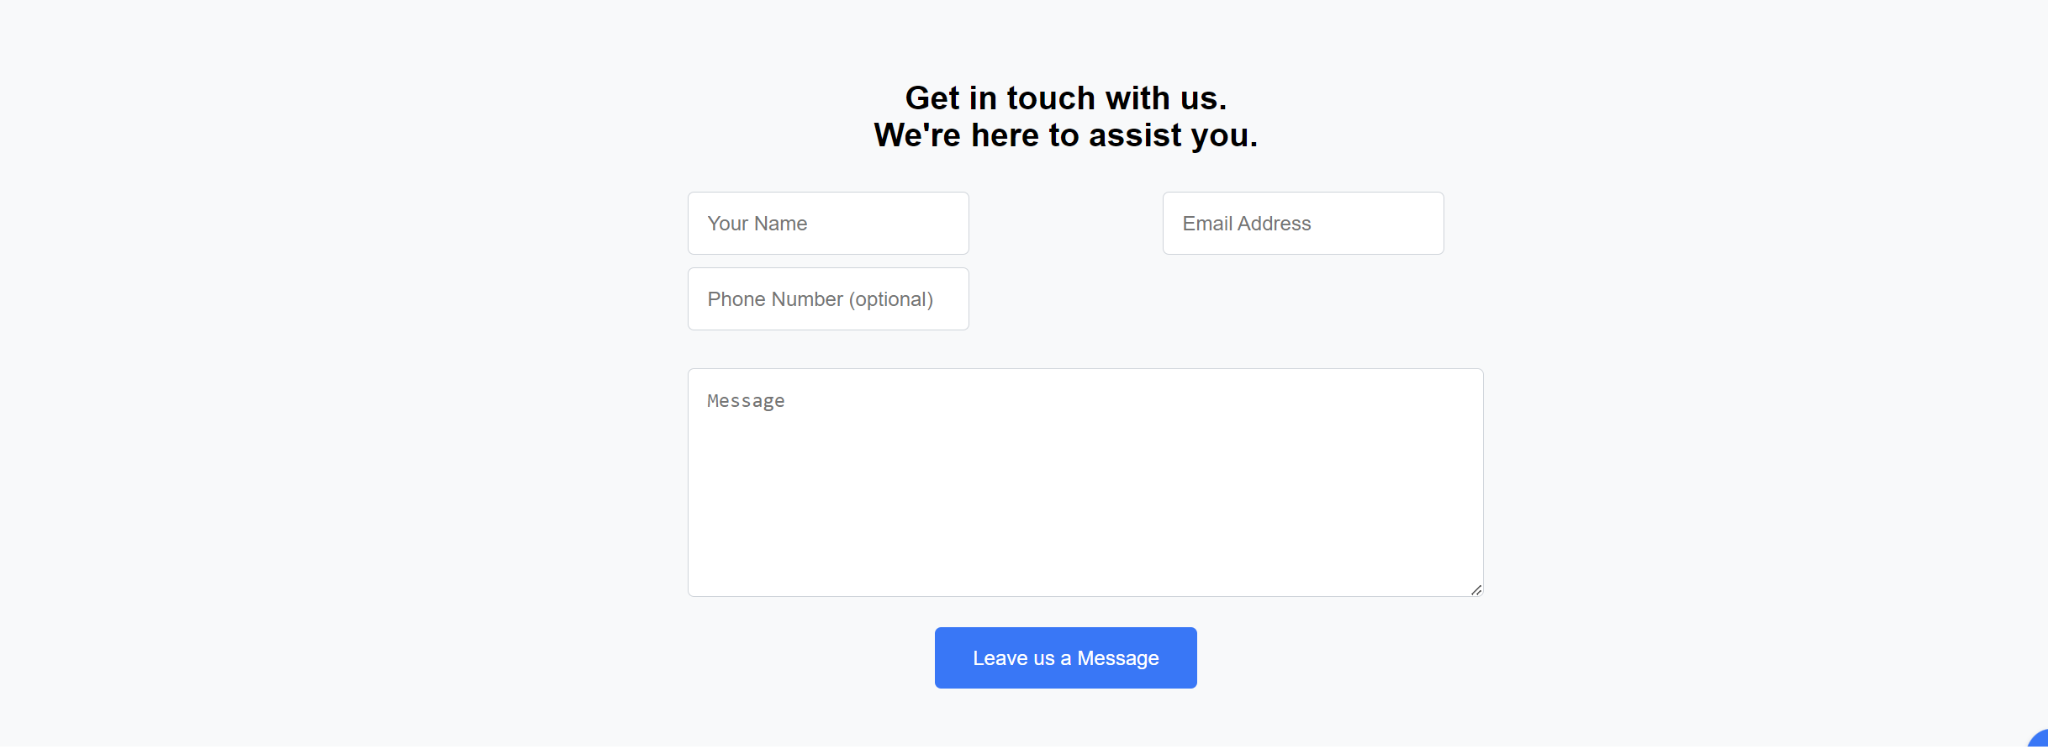 Get in touch with us.
We're here to assist you.
Your Name
Email Address
Phone Number (optional)
Message
Leave us a Message